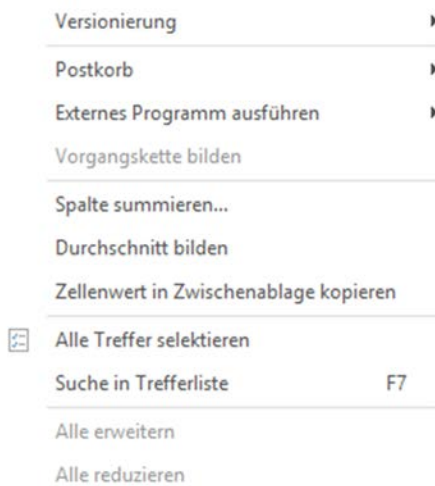 Versionierung
Postkorb
Externes Programm ausführen
Vorgangskette bilden
Spalte summieren...
Durchschnitt bilden
Zellenwert in Zwischenablage kopieren
Alle Treffer selektieren
Suche in Trefferliste F7
Alle erweitern
Alle reduzieren